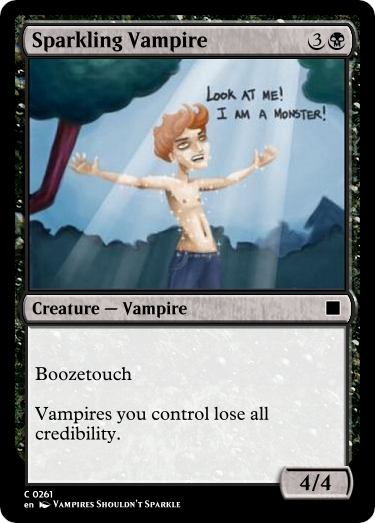 Sparkling Vampire 3
Look at me!
I am a monster!
Creature — Vampire
Boozetouch
Vampires you control lose all
credibility.
4/4
C 0261
en Vampires Shouldn't Sparkle